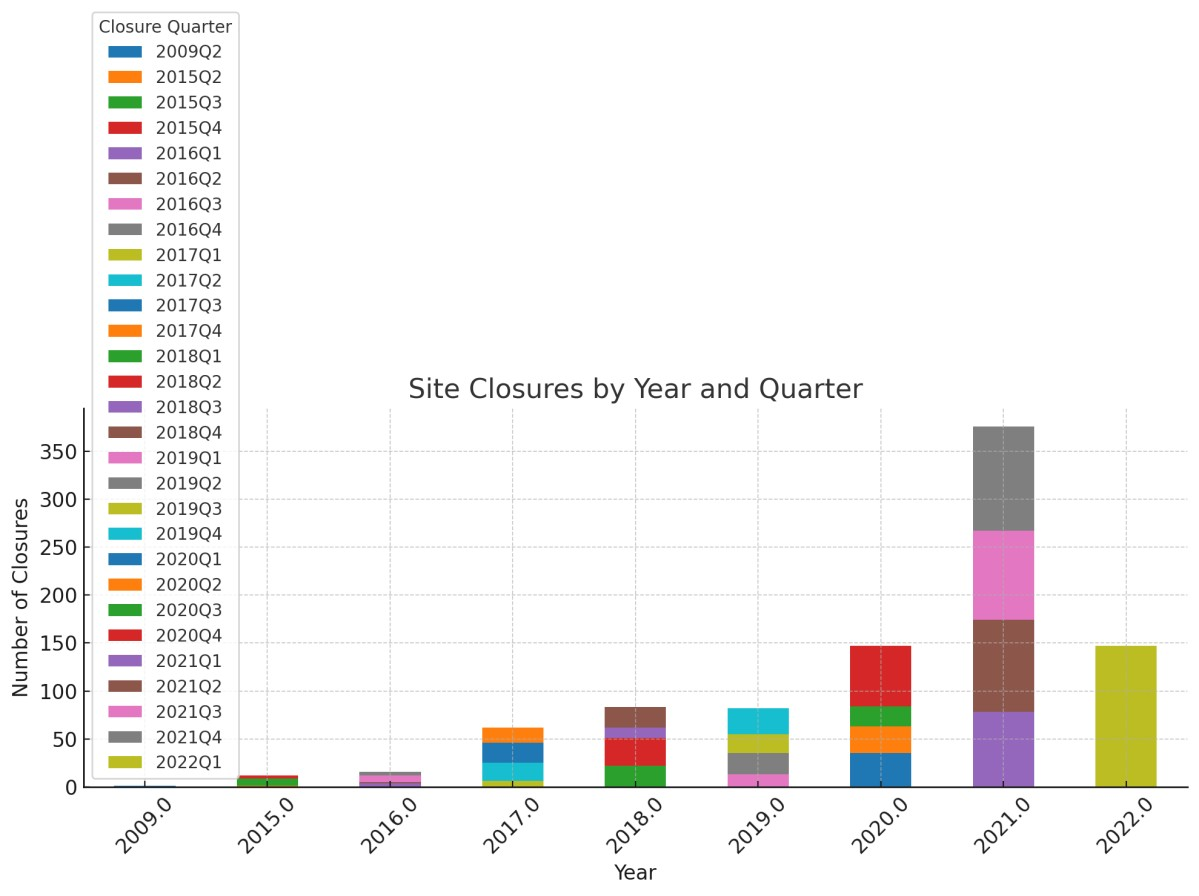 Closure Quarter
2009Q2
2015Q2
2015Q3
2015Q4
2016Q1
2016Q2
2016Q3
2016Q4
2017Q1
2017Q2
2017Q3
2017Q4
2018Q1
2018Q2
2018Q3
2018Q4
2019Q1
2019Q2
2019Q3
2019Q4
2020Q1
2020Q2
2020Q3
2020Q4
2021Q1
2021Q2
2021Q3
2021Q4
2022Q1
Site Closures by Year and Quarter
Number of Closures
350
300
250
200
150
100
50
0
2009.0
2015.0
2016.0
2017.0
2018.0
2019.0
2020.0
2021.0
2022.0
Year